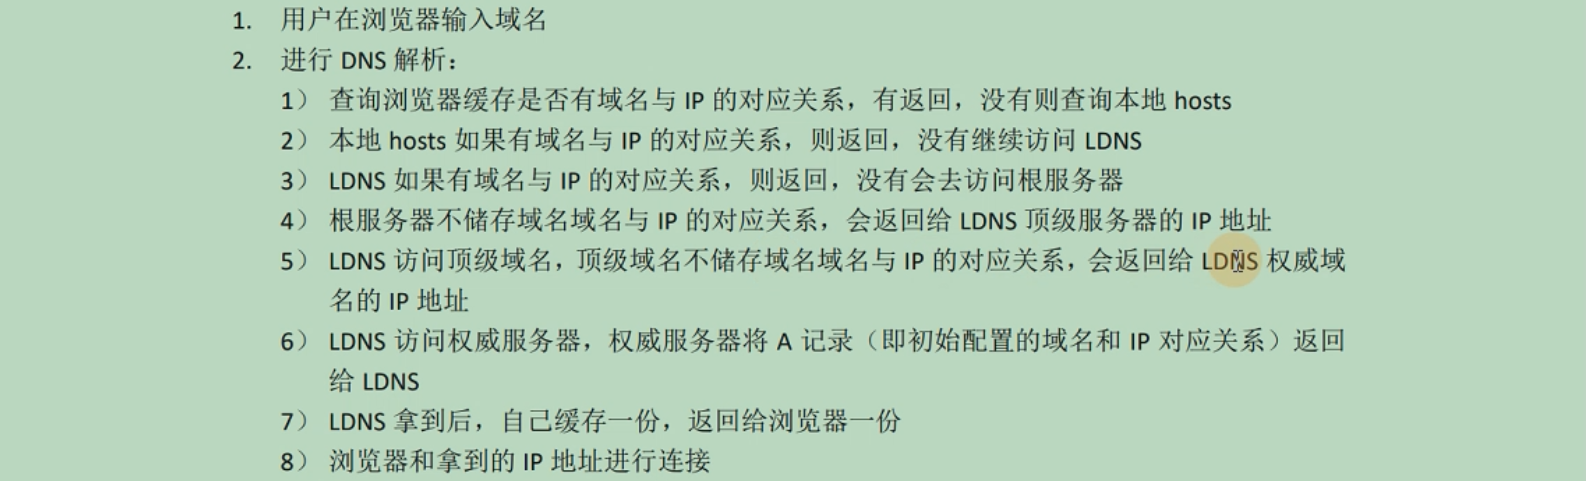 1. 用户在浏览器输入域名
2. 进行 DNS 解析：
1） 查询浏览器缓存是否有域名与 IP 的对应关系，有返回，没有则查询本地 hosts
2） 本地 hosts 如果有域名与 IP 的对应关系，则返回，没有继续访问 LDNS
3） LDNS 如果有域名与 IP 的对应关系，则返回，没有会去访问根服务器
4） 根服务器不储存域名域名与 IP 的对应关系，会返回给 LDNS 顶级服务器的 IP 地址
5） LDNS 访问顶级域名，顶级域名不储存域名域名与 IP 的对应关系，会返回给 LDNS 权威域
名的 IP 地址
6） LDNS 访问权威服务器，权威服务器将 A 记录（即初始配置的域名和 IP 对应关系）返回
给 LDNS
7） LDNS 拿到后，自己缓存一份，返回给浏览器一份
8） 浏览器和拿到的 IP 地址进行连接